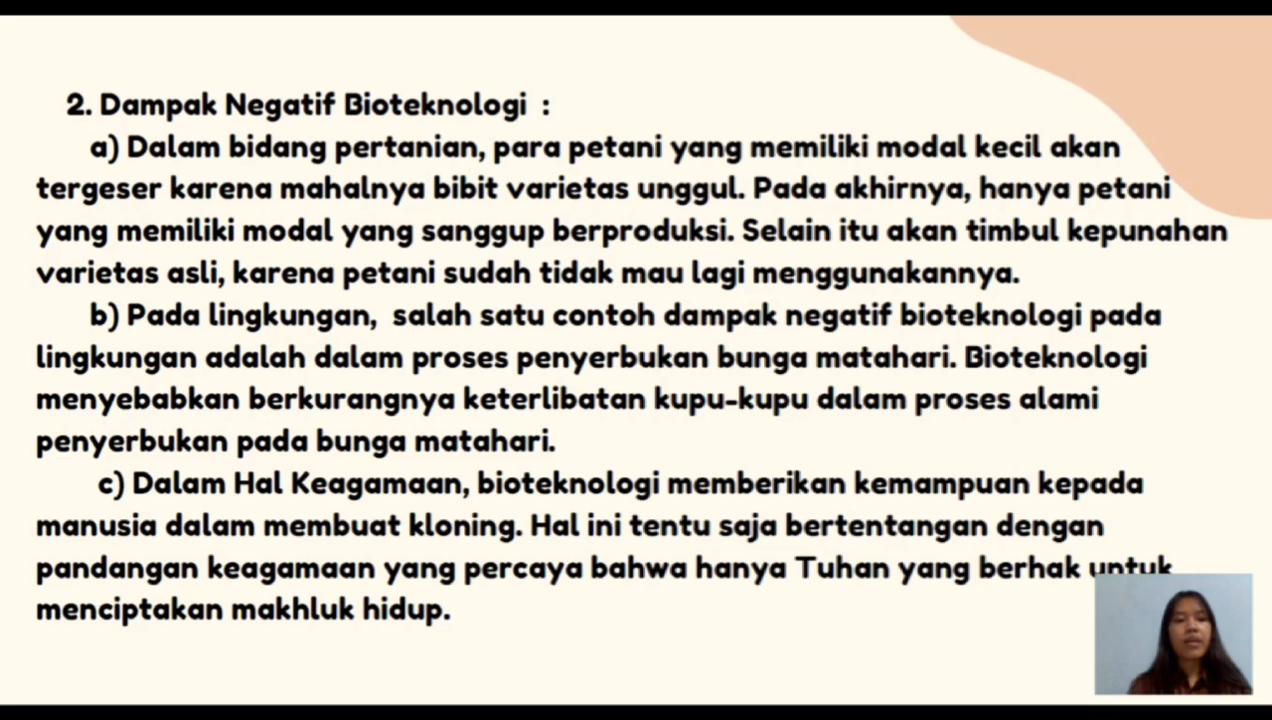 2. Dampak Negatif Bioteknologi :
a) Dalam bidang pertanian, para petani yang memiliki modal kecil akan
tergeser karena mahalnya bibit varietas unggul. Pada akhirnya, hanya petani
yang memiliki modal yang sanggup berproduksi. Selain itu akan timbul kepunahan
varietas asli, karena petani sudah tidak mau lagi menggunakannya.
b) Pada lingkungan, salah satu contoh dampak negatif bioteknologi pada
lingkungan adalah dalam proses penyerbukan bunga matahari. Bioteknologi
menyebabkan berkurangnya keterlibatan kupu-kupu dalam proses alami
penyerbukan pada bunga matahari.
c) Dalam Hal Keagamaan, bioteknologi memberikan kemampuan kepada
manusia dalam membuat kloning. Hal ini tentu saja bertentangan dengan
pandangan keagamaan yang percaya bahwa hanya Tuhan yang berhak untuk
menciptakan makhluk hidup.